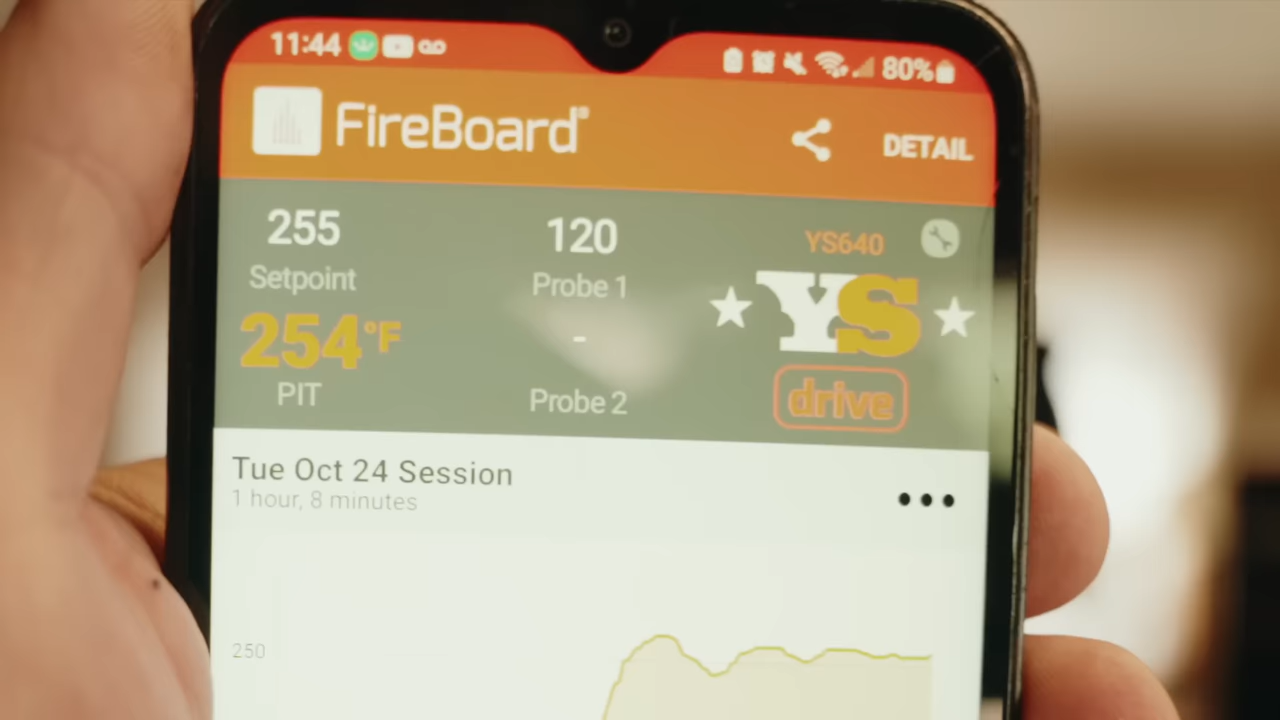 11:44 80%
FireBoard® DETAIL
255 120 YS640
Setpoint Probe 1
YS
254°F -
PIT Probe 2 drive
Tue Oct 24 Session
1 hour, 8 minutes
250